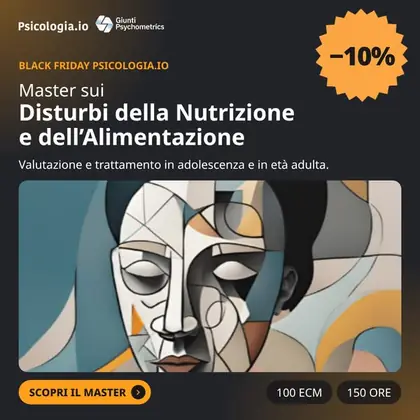 Psicologia.io
Giunti
Psychometrics
−10%
BLACK FRIDAY PSICOLOGIA.IO
Master sui
Disturbi della Nutrizione
e dell’Alimentazione
Valutazione e trattamento in adolescenza e in età adulta.
SCOPRI IL MASTER
100 ECM
150 ORE